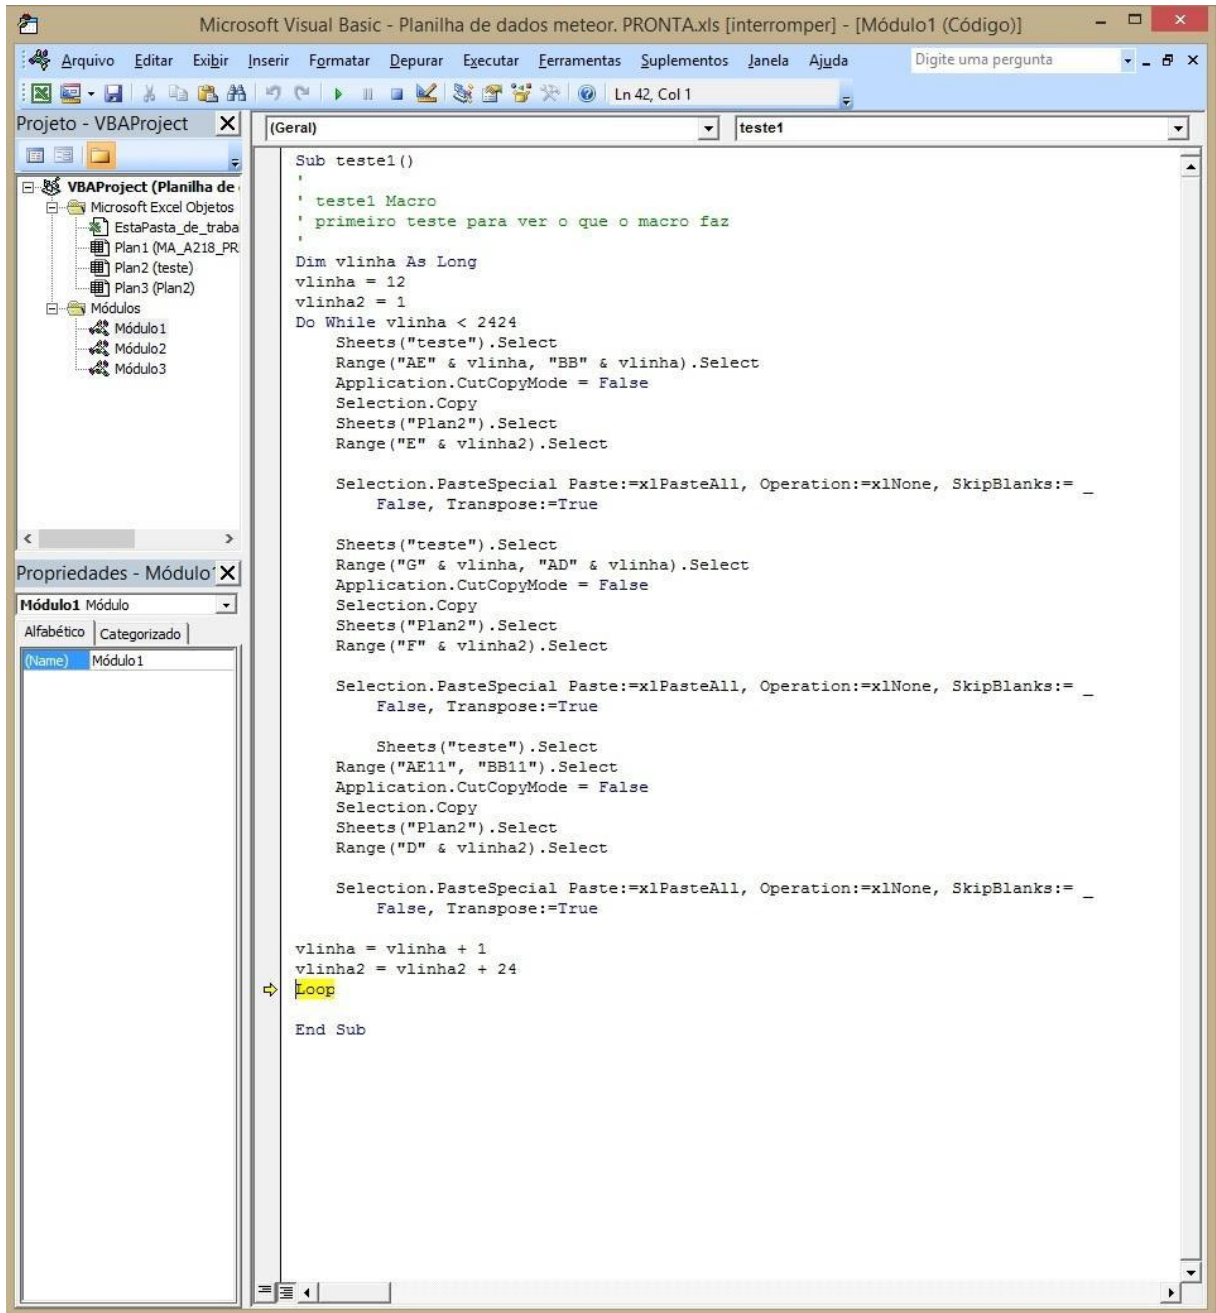 Microsoft Visual Basic - Planilha de dados meteor. PRONTA.xls [interromper] - [Módulo1 (Código)]
Arquivo Editar Exibir Inserir Formatar Depurar Executar Ferramentas Suplementos Janela Ajuda Digite uma pergunta
Ln 42, Col 1
Projeto - VBAProject
VBAProject (Planilha de
Microsoft Excel Objetos
EstaPasta_de_traba
Plan1 (MA_A218_PR
Plan2 (teste)
Plan3 (Plan2)
Módulos
Módulo1
Módulo2
Módulo3
Propriedades - Módulo1
Módulo1 Módulo
Alfabético Categorizado
(Name) Módulo1
(Geral) teste1
Sub teste1()
'
' teste1 Macro
' primeiro teste para ver o que o macro faz
'
Dim vlinha As Long
vlinha = 12
vlinha2 = 1
Do While vlinha < 2424
    Sheets("teste").Select
    Range("AE" & vlinha, "BB" & vlinha).Select
    Application.CutCopyMode = False
    Selection.Copy
    Sheets("Plan2").Select
    Range("E" & vlinha2).Select
    Selection.PasteSpecial Paste:=xlPasteAll, Operation:=xlNone, SkipBlanks:= _
        False, Transpose:=True
    Sheets("teste").Select
    Range("G" & vlinha, "AD" & vlinha).Select
    Application.CutCopyMode = False
    Selection.Copy
    Sheets("Plan2").Select
    Range("F" & vlinha2).Select
    Selection.PasteSpecial Paste:=xlPasteAll, Operation:=xlNone, SkipBlanks:= _
        False, Transpose:=True
        Sheets("teste").Select
    Range("AE11", "BB11").Select
    Application.CutCopyMode = False
    Selection.Copy
    Sheets("Plan2").Select
    Range("D" & vlinha2).Select
    Selection.PasteSpecial Paste:=xlPasteAll, Operation:=xlNone, SkipBlanks:= _
        False, Transpose:=True
vlinha = vlinha + 1
vlinha2 = vlinha2 + 24
Loop
End Sub